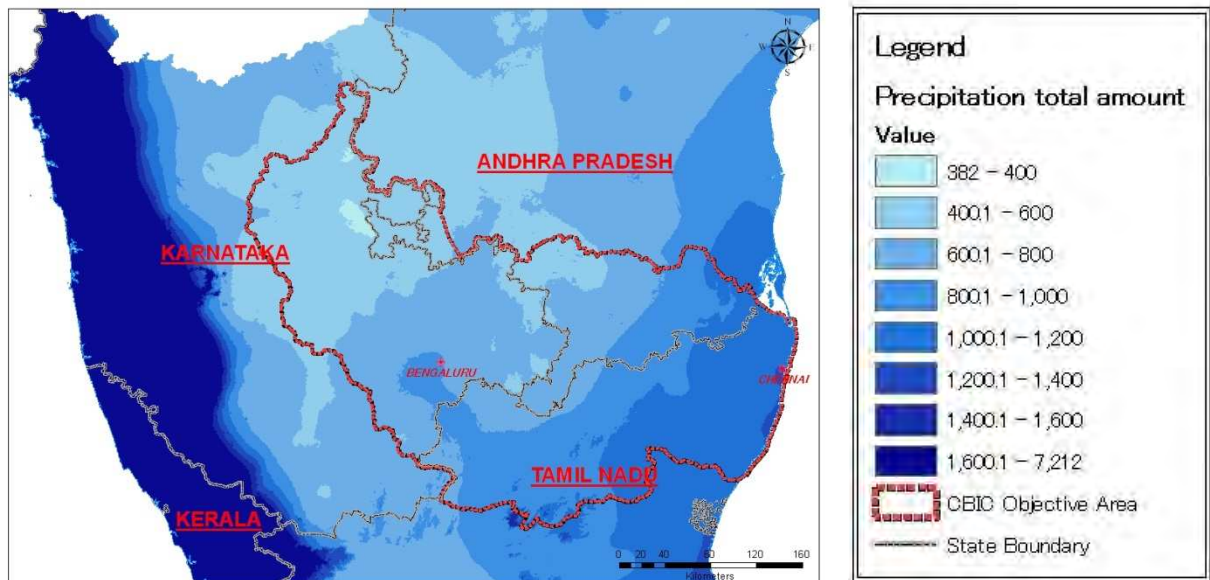 N
W E
S
ANDHRA PRADESH
KARNATAKA
BENGALURU
CHENNAI
TAMIL NADU
KERALA
0 20 40 80 120 160
Kilometers
Legend
Precipitation total amount
Value
382 - 400
400.1 - 600
600.1 - 800
800.1 - 1,000
1,000.1 - 1,200
1,200.1 - 1,400
1,400.1 - 1,600
1,600.1 - 7,212
CBIC Objective Area
State Boundary